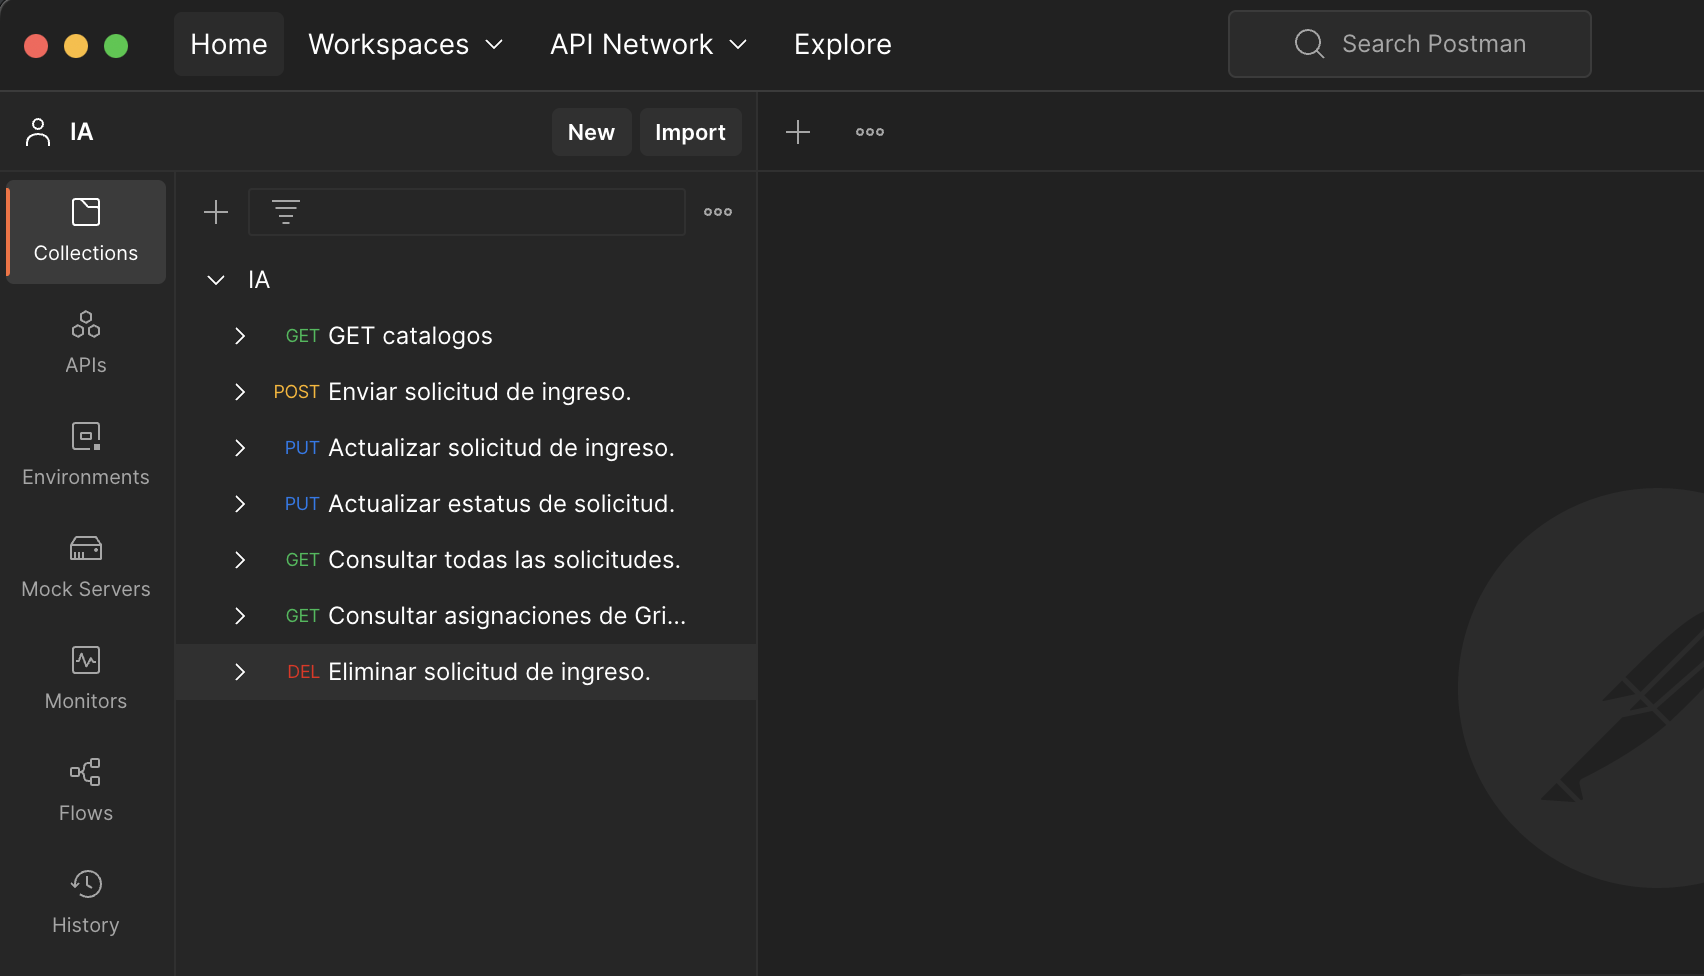 Home Workspaces API Network Explore Search Postman
IA New Import
Collections
APIs
Environments
Mock Servers
Monitors
Flows
History
IA
GET GET catalogos
POST Enviar solicitud de ingreso.
PUT Actualizar solicitud de ingreso.
PUT Actualizar estatus de solicitud.
GET Consultar todas las solicitudes.
GET Consultar asignaciones de Gri...
DEL Eliminar solicitud de ingreso.